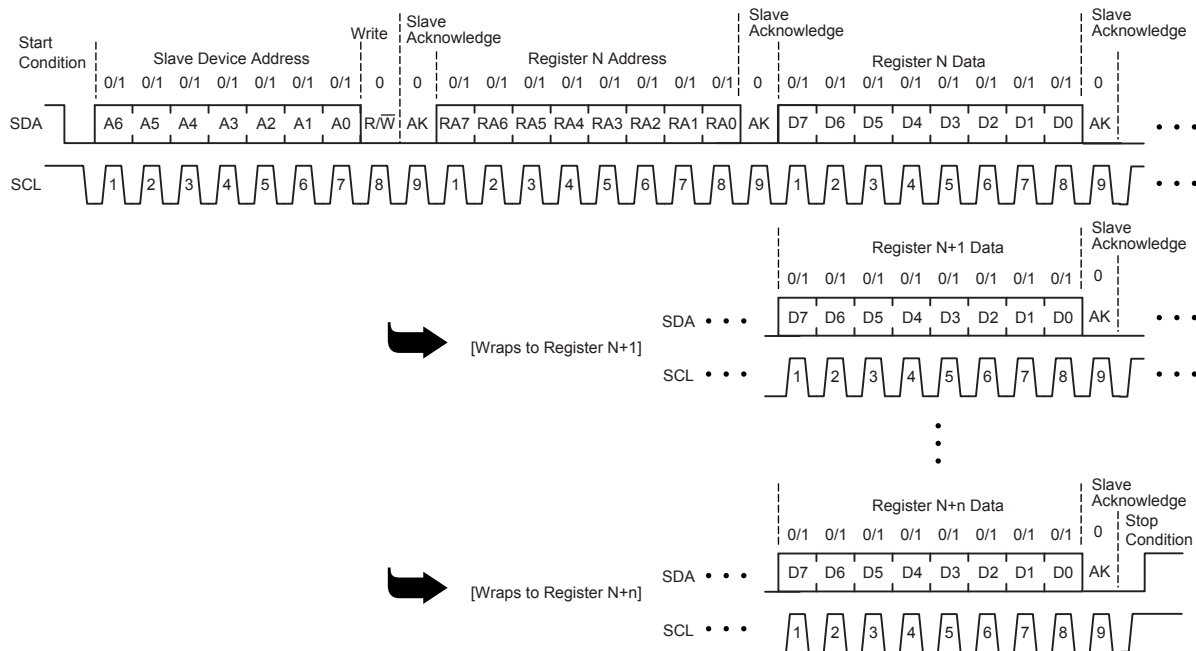 Start Condition
Slave Device Address
Write
Slave Acknowledge
Register N Address
Slave Acknowledge
Register N Data
Slave Acknowledge
0/1 0/1 0/1 0/1 0/1 0/1 0/1 0 0 0/1 0/1 0/1 0/1 0/1 0/1 0/1 0/1 0 0/1 0/1 0/1 0/1 0/1 0/1 0/1 0/1 0
SDA A6 A5 A4 A3 A2 A1 A0 R/W̅ AK RA7 RA6 RA5 RA4 RA3 RA2 RA1 RA0 AK D7 D6 D5 D4 D3 D2 D1 D0 AK • • •
SCL 1 2 3 4 5 6 7 8 9 1 2 3 4 5 6 7 8 9 1 2 3 4 5 6 7 8 9 • • •
Register N+1 Data
Slave Acknowledge
0/1 0/1 0/1 0/1 0/1 0/1 0/1 0/1 0
SDA • • • D7 D6 D5 D4 D3 D2 D1 D0 AK • • •
[Wraps to Register N+1]
SCL • • • 1 2 3 4 5 6 7 8 9 • • •
Register N+n Data
Slave Acknowledge
Stop Condition
0/1 0/1 0/1 0/1 0/1 0/1 0/1 0/1 0
SDA • • • D7 D6 D5 D4 D3 D2 D1 D0 AK
[Wraps to Register N+n]
SCL • • • 1 2 3 4 5 6 7 8 9